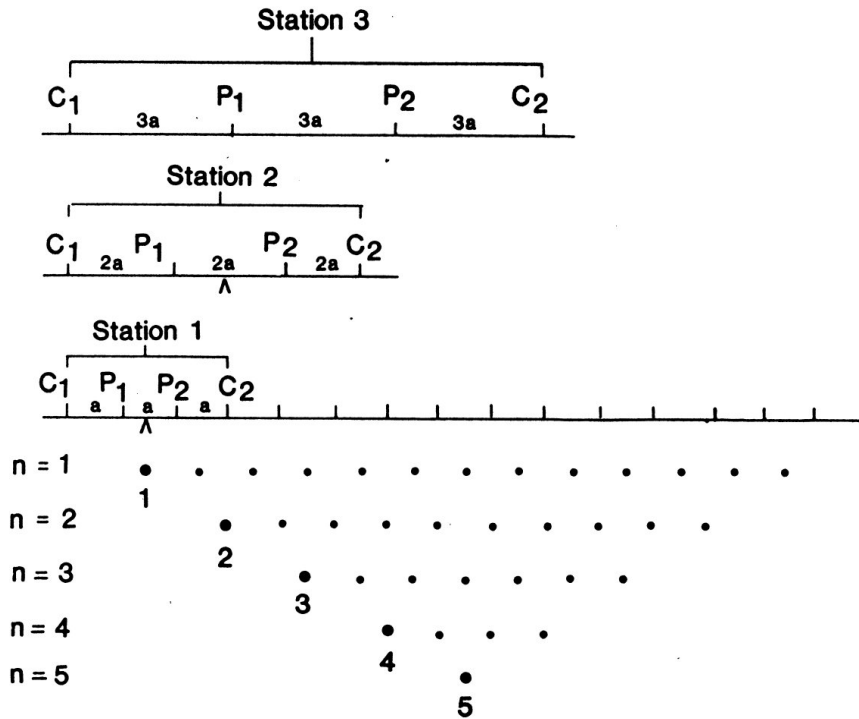 Station 3
C1 P1 P2 C2
3a 3a 3a
Station 2
C1 P1 P2 C2
2a 2a 2a
Station 1
C1 P1 P2 C2
a a a
n = 1
1
n = 2
2
n = 3
3
n = 4
4
n = 5
5